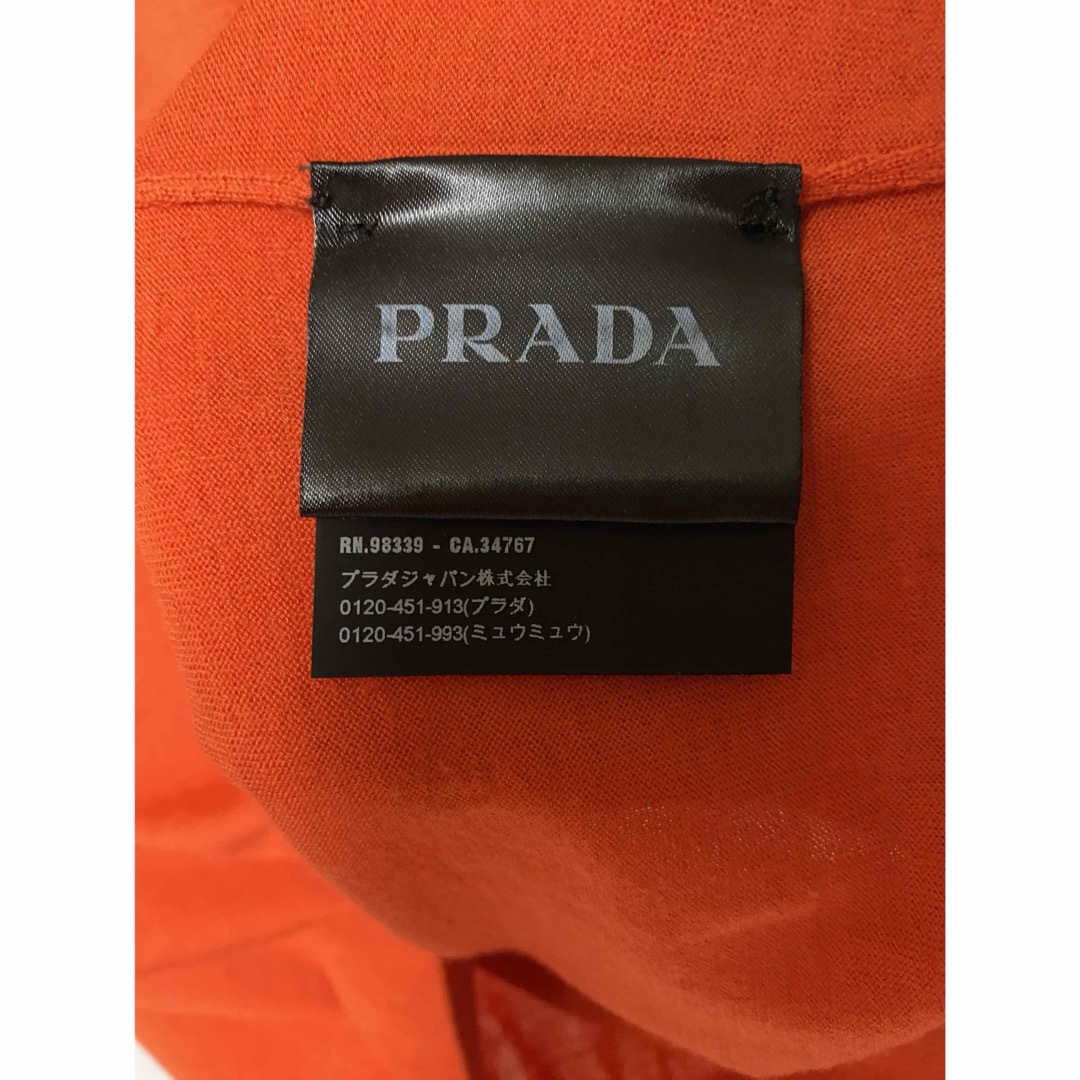 PRADA
RN.98339 - CA.34767
プラダジャパン株式会社
0120-451-913(プラダ)
0120-451-993(ミュウミュウ)